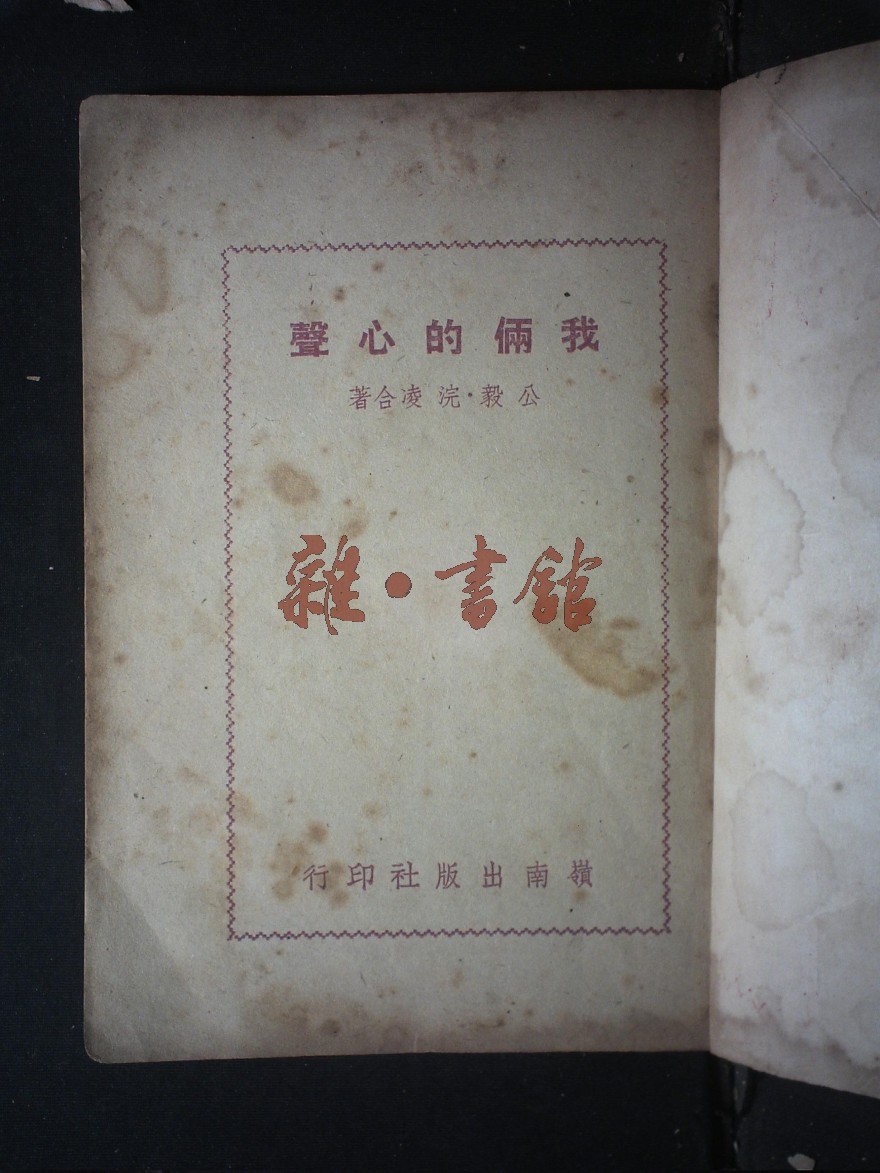 我倆的心聲
公毅·浣凌合著
雜·書館
嶺南出版社印行